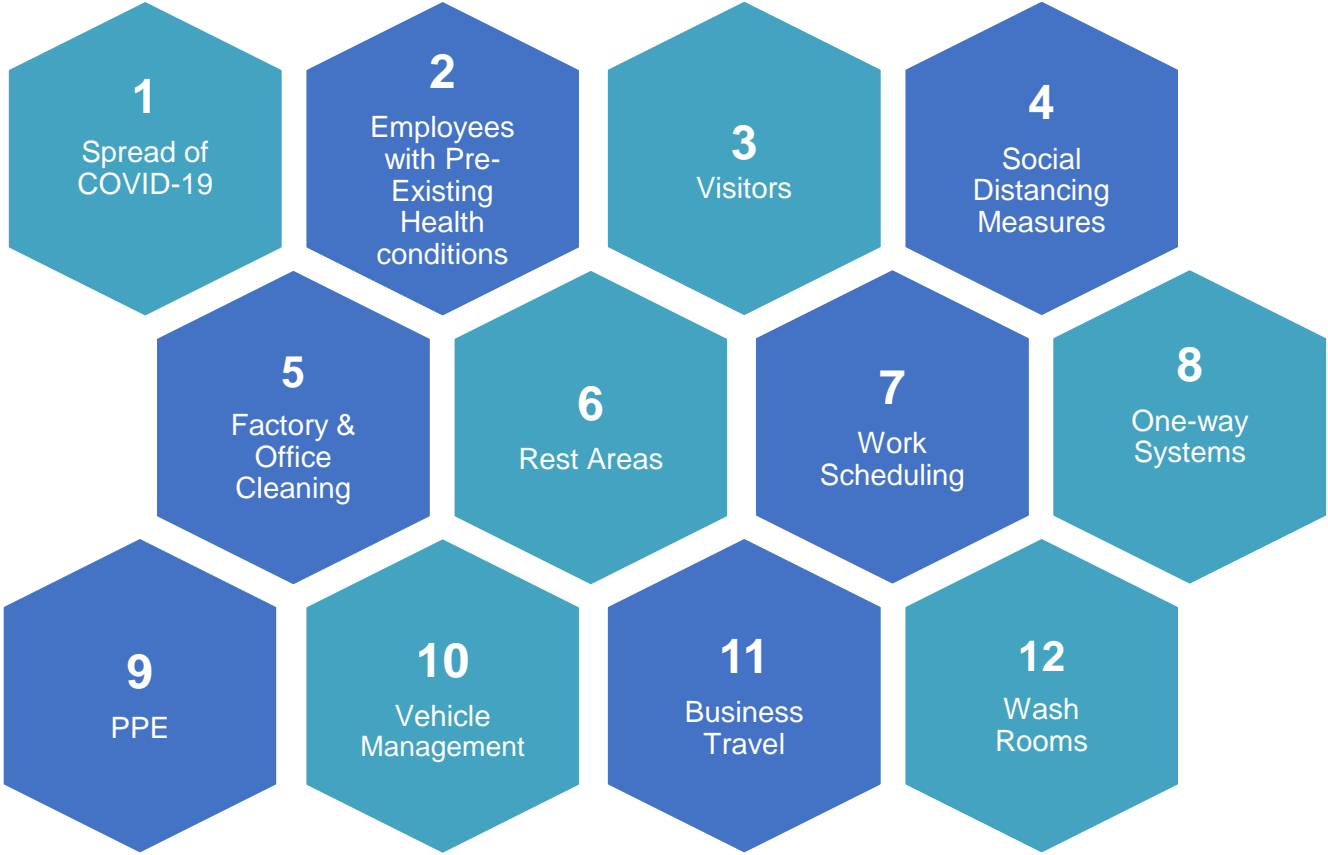 1
Spread of
COVID-19
2
Employees
with Pre-
Existing
Health
conditions
3
Visitors
4
Social
Distancing
Measures
5
Factory &
Office
Cleaning
6
Rest Areas
7
Work
Scheduling
8
One-way
Systems
9
PPE
10
Vehicle
Management
11
Business
Travel
12
Wash
Rooms